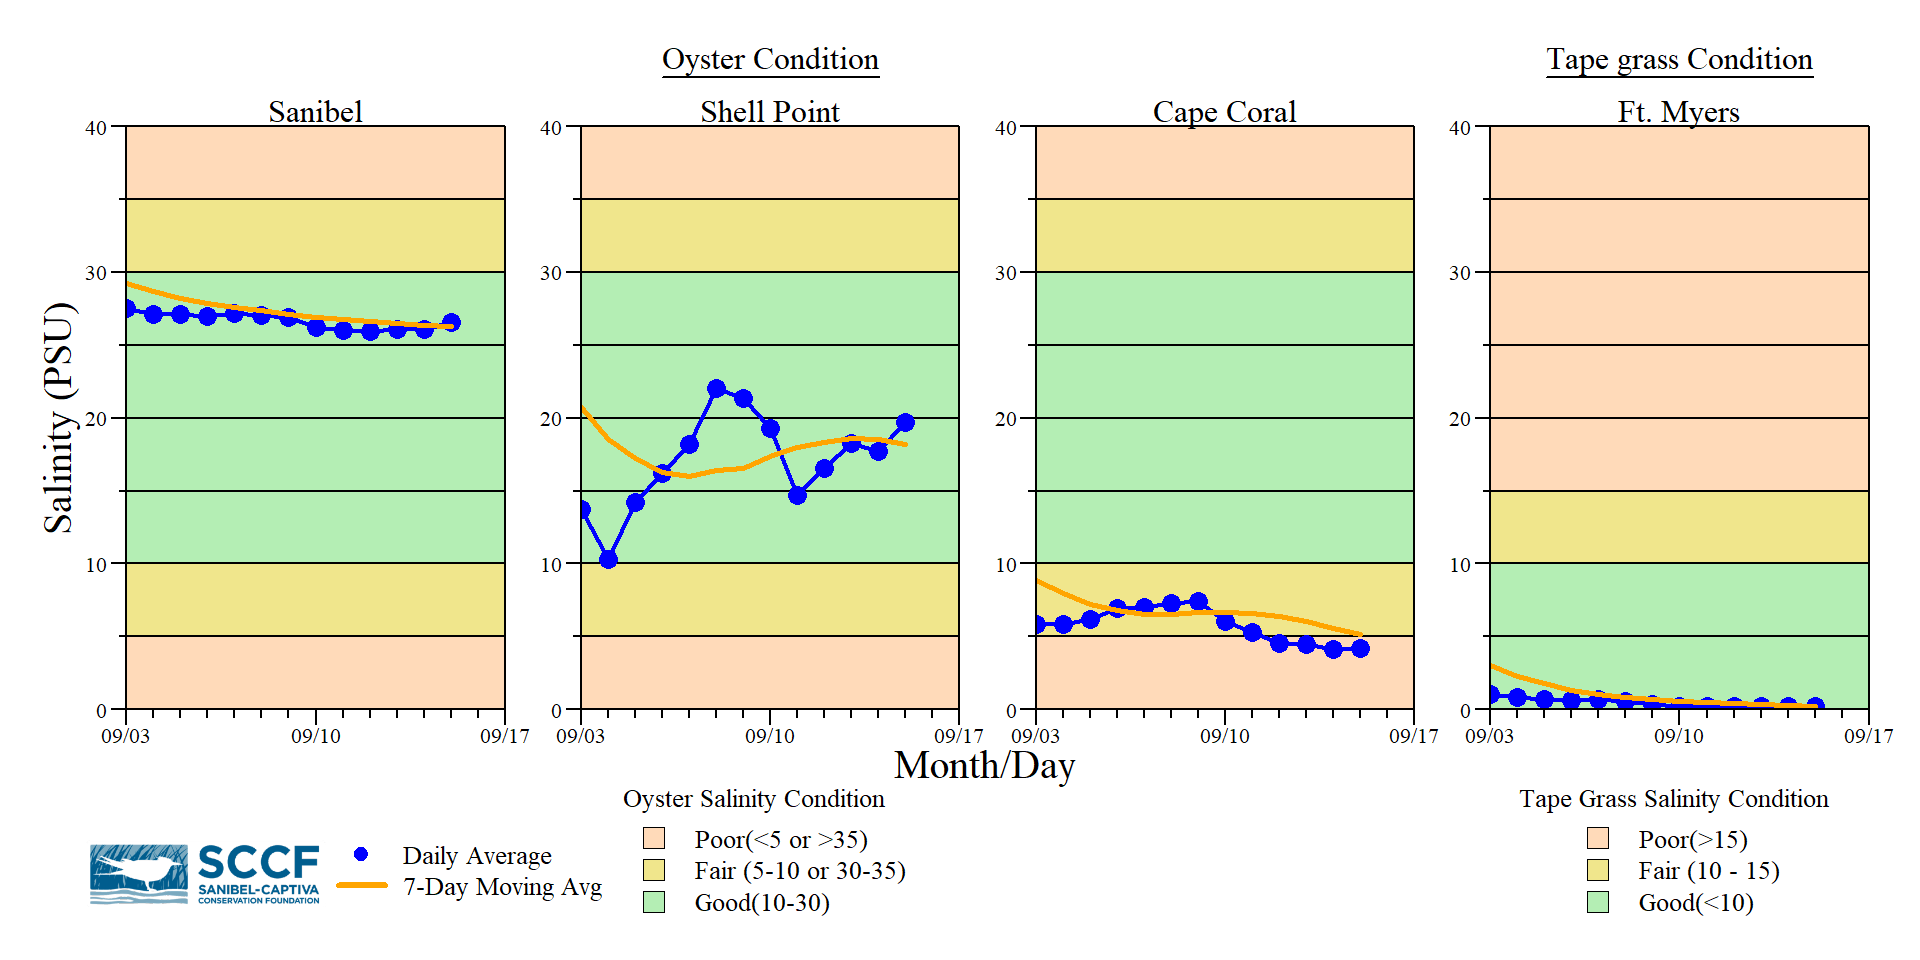 Oyster Condition
Tape grass Condition
Sanibel
Shell Point
Cape Coral
Ft. Myers
40
30
20
10
0
40
30
20
10
0
40
30
20
10
0
40
30
20
10
0
Salinity (PSU)
09/03
09/10
09/17
09/03
09/10
09/17
09/03
09/10
09/17
09/03
09/10
09/17
Month/Day
SCCF
SANIBEL-CAPTIVA
CONSERVATION FOUNDATION
Daily Average
7-Day Moving Avg
Oyster Salinity Condition
Poor(<5 or >35)
Fair (5-10 or 30-35)
Good(10-30)
Tape Grass Salinity Condition
Poor(>15)
Fair (10 - 15)
Good(<10)